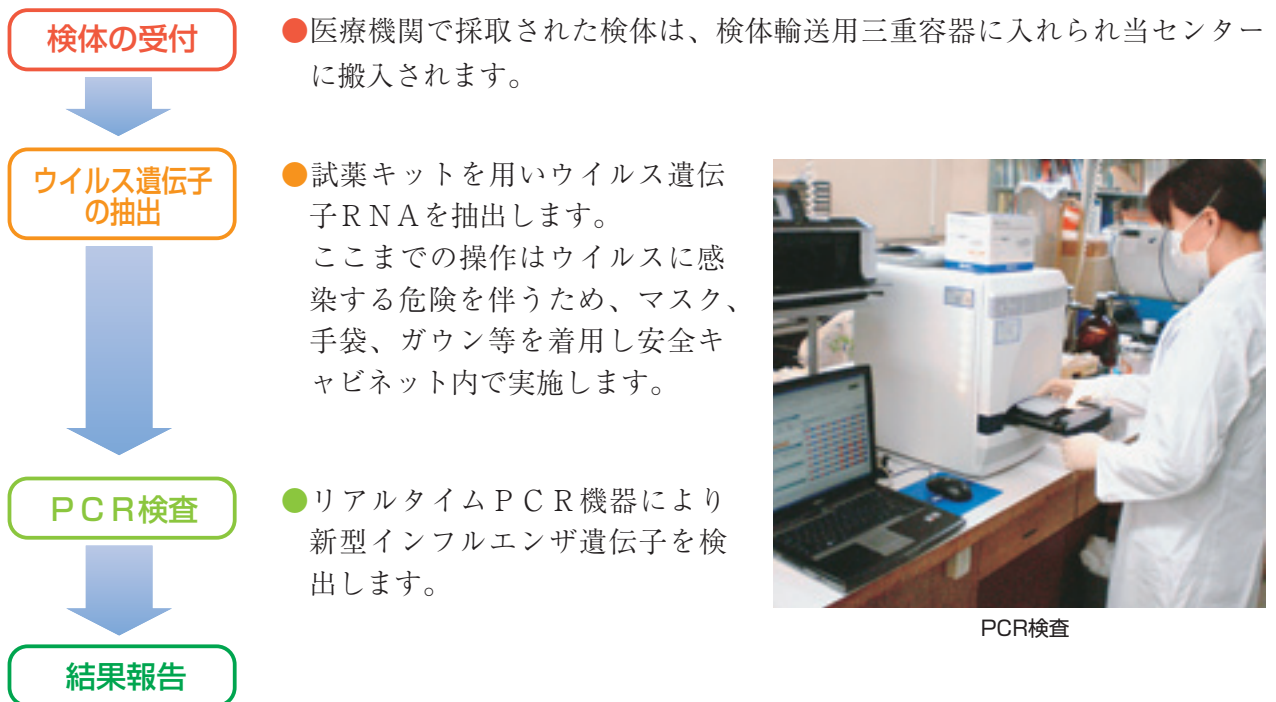 検体の受付
●医療機関で採取された検体は、検体輸送用三重容器に入れられ当センター
に搬入されます。
ウイルス遺伝子
の抽出
●試薬キットを用いウイルス遺伝
子ＲＮＡを抽出します。
ここまでの操作はウイルスに感
染する危険を伴うため、マスク、
手袋、ガウン等を着用し安全キ
ャビネット内で実施します。
ＰＣＲ検査
●リアルタイムＰＣＲ機器により
新型インフルエンザ遺伝子を検
出します。
PCR検査
結果報告